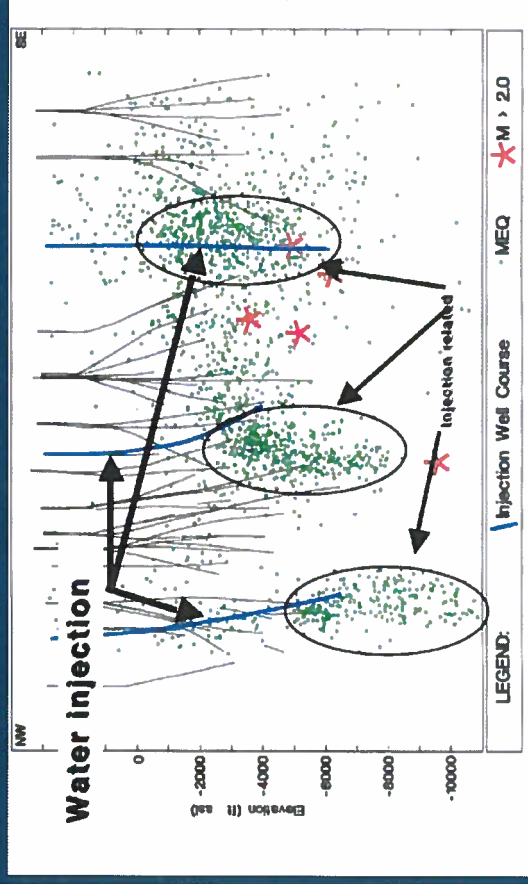 Water injection
NW
SE
Elevation (ft asl)
0
-2000
-4000
-6000
-8000
-10000
Injection related
LEGEND: Injection Well Course MEQ M > 2.0